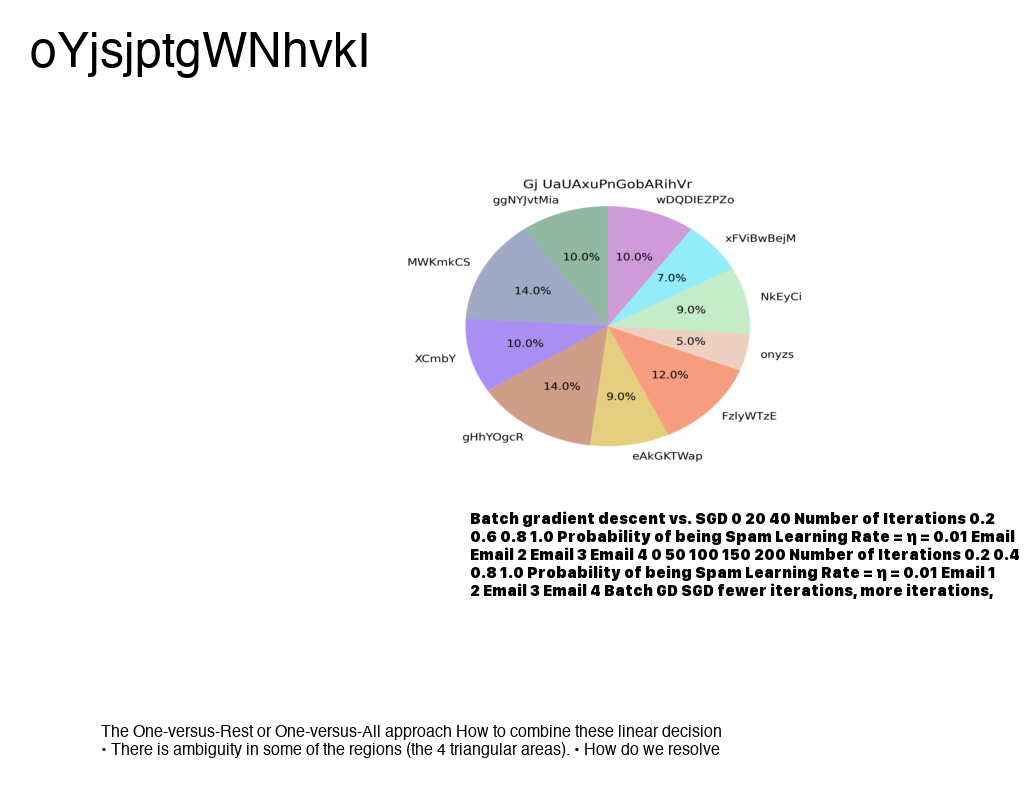 oYjsjptgWNhvkI
Gj UaUAxuPnGobARihVr
ggNYJvtMia
wDQDIEZPZo
xFViBwBejM
MWKmkCS
NkEyCi
onyzs
XCmbY
FzlyWTzE
gHhYOgcR
eAkGKTWap
10.0%
10.0%
7.0%
14.0%
9.0%
5.0%
10.0%
12.0%
14.0%
9.0%
Batch gradient descent vs. SGD 0 20 40 Number of Iterations 0.2
0.6 0.8 1.0 Probability of being Spam Learning Rate = η = 0.01 Email
Email 2 Email 3 Email 4 0 50 100 150 200 Number of Iterations 0.2 0.4
0.8 1.0 Probability of being Spam Learning Rate = η = 0.01 Email 1
2 Email 3 Email 4 Batch GD SGD fewer iterations, more iterations,
The One-versus-Rest or One-versus-All approach How to combine these linear decision
• There is ambiguity in some of the regions (the 4 triangular areas). • How do we resolve